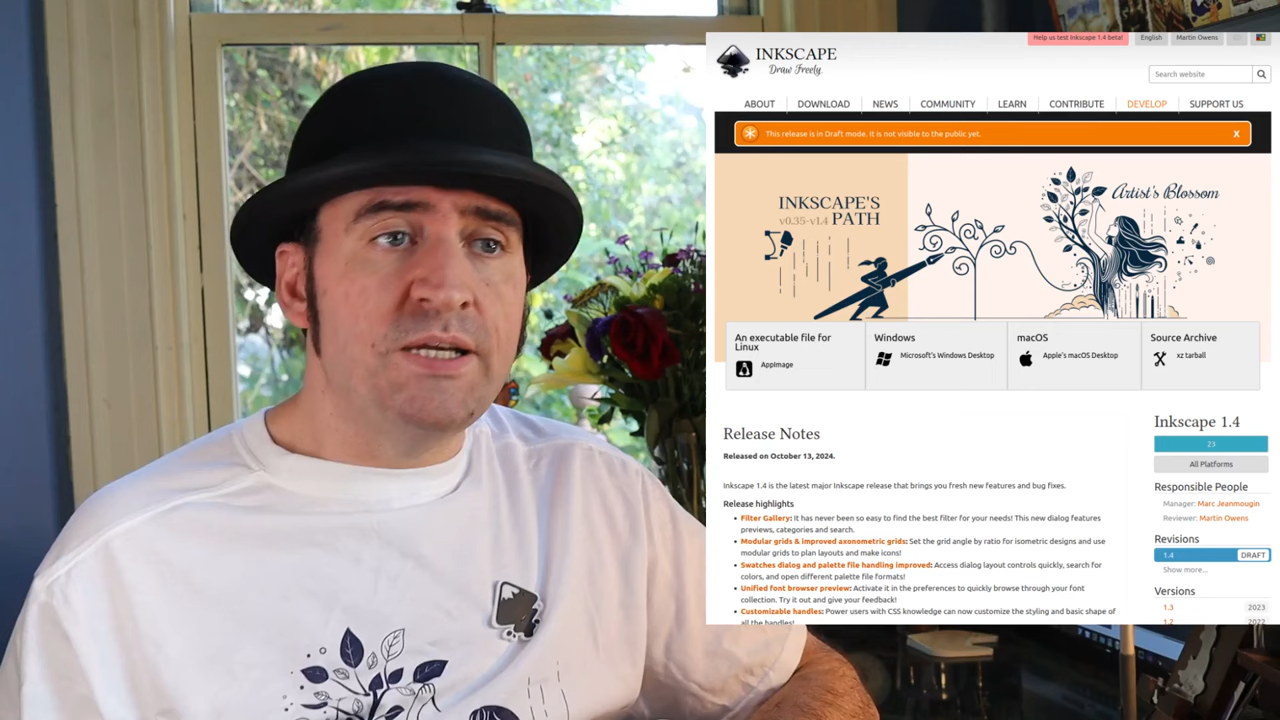 Help us test Inkscape 1.4 beta!
English
Martin Owens
INKSCAPE
Draw Freely.
Search website
ABOUT
DOWNLOAD
NEWS
COMMUNITY
LEARN
CONTRIBUTE
DEVELOP
SUPPORT US
This release is in Draft mode. It is not visible to the public yet.
X
INKSCAPE'S
v0.35-v1.4 PATH
Artist's Blossom
An executable file for
Linux
AppImage
Windows
Microsoft's Windows Desktop
macOS
Apple's macOS Desktop
Source Archive
xz tarball
Release Notes
Released on October 13, 2024.
Inkscape 1.4 is the latest major Inkscape release that brings you fresh new features and bug fixes.
Release highlights
Filter Gallery: It has never been so easy to find the best filter for your needs! This new dialog features
previews, categories and search.
Modular grids & improved axonometric grids: Set the grid angle by ratio for isometric designs and use
modular grids to plan layouts and make icons!
Swatches dialog and palette file handling improved: Access dialog layout controls quickly, search for
colors, and open different palette file formats!
Unified font browser preview: Activate it in the preferences to quickly browse through your font
collection. Try it out and give your feedback!
Customizable handles: Power users with CSS knowledge can now customize the styling and basic shape of
all the handles!
Inkscape 1.4
23
All Platforms
Responsible People
Manager: Marc Jeanmougin
Reviewer: Martin Owens
Revisions
1.4
DRAFT
Show more...
Versions
1.3
2023
1.2
2022